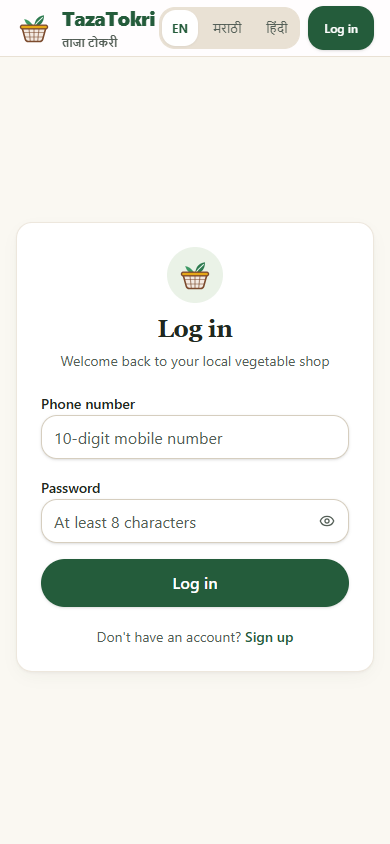 TazaTokri
ताजा टोकरी
EN
मराठी
हिंदी
Log in
Log in
Welcome back to your local vegetable shop
Phone number
10-digit mobile number
Password
At least 8 characters
Log in
Don't have an account? Sign up